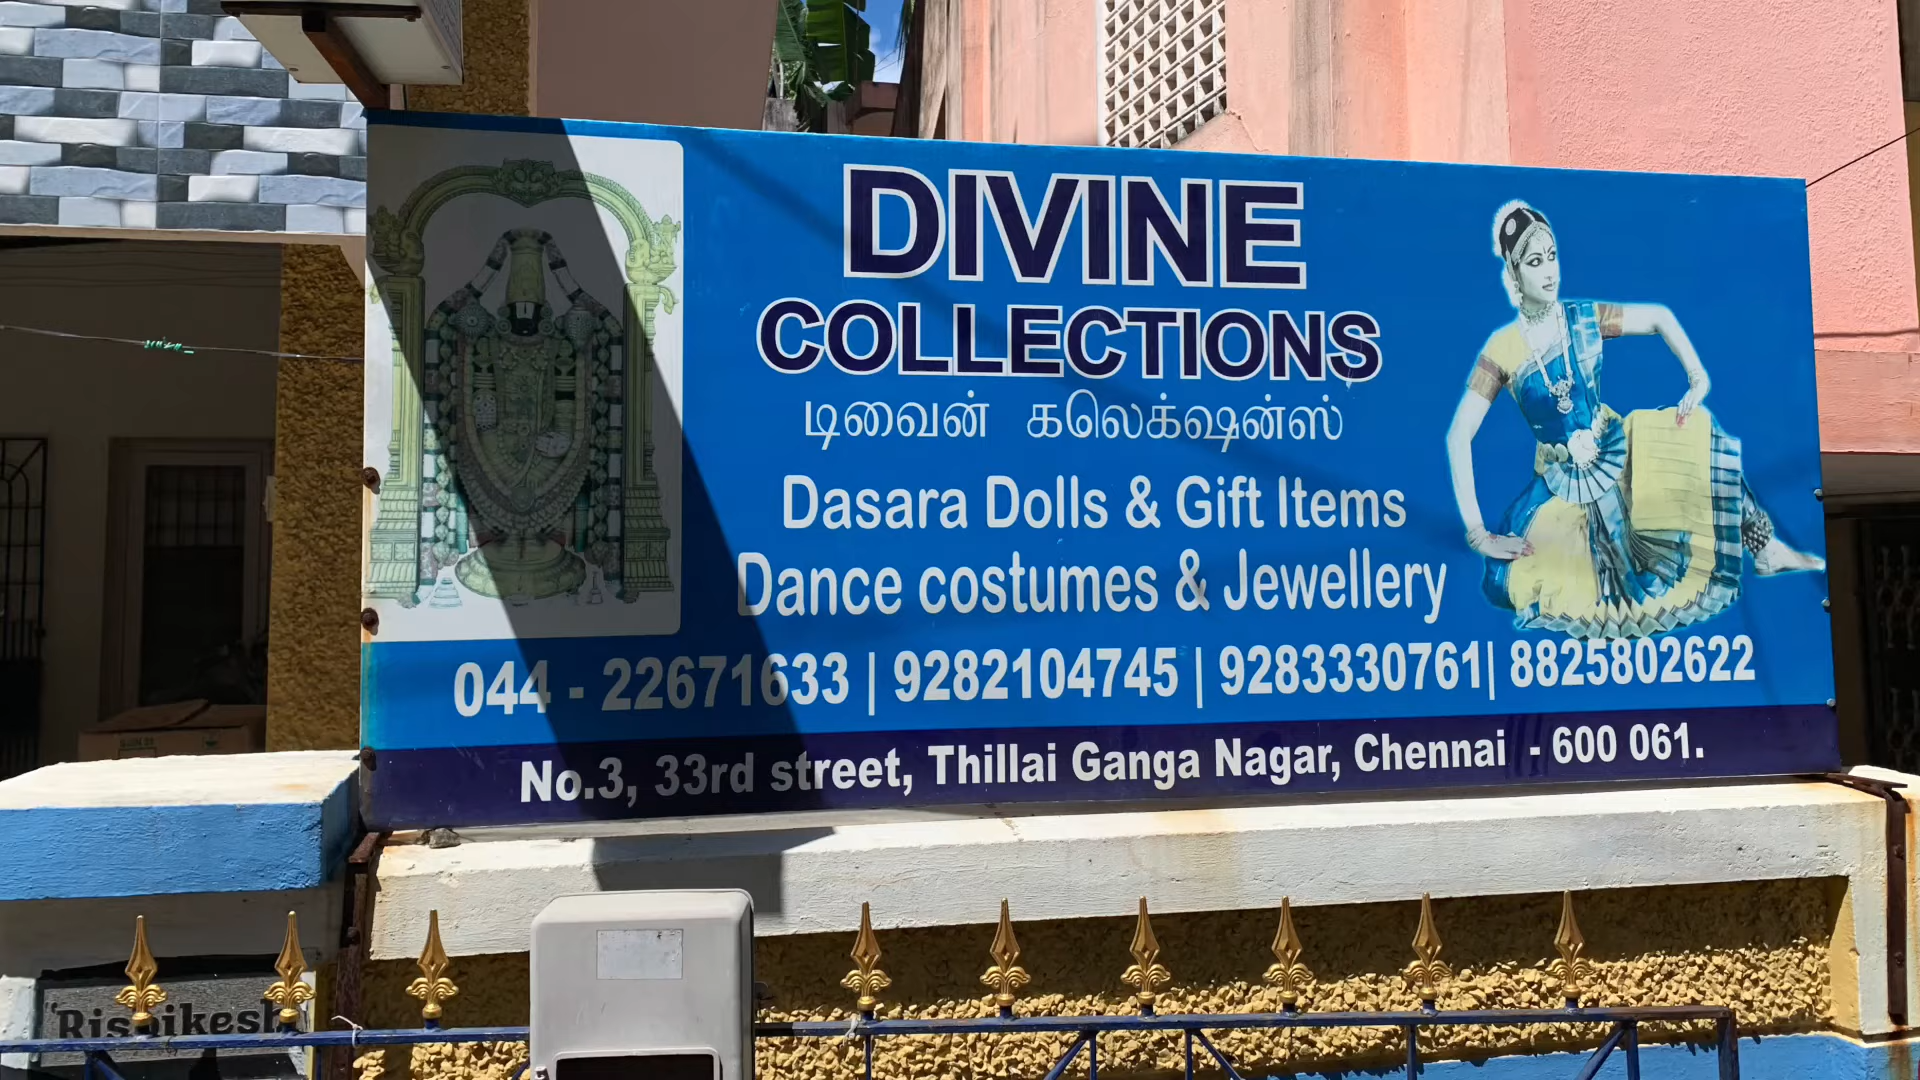 DIVINE
COLLECTIONS
டிவைன் கலெக்ஷன்ஸ்
Dasara Dolls & Gift Items
Dance costumes & Jewellery
044 - 22671633 | 9282104745 | 9283330761| 8825802622
No.3, 33rd street, Thillai Ganga Nagar, Chennai - 600 061.
"Rishikesh